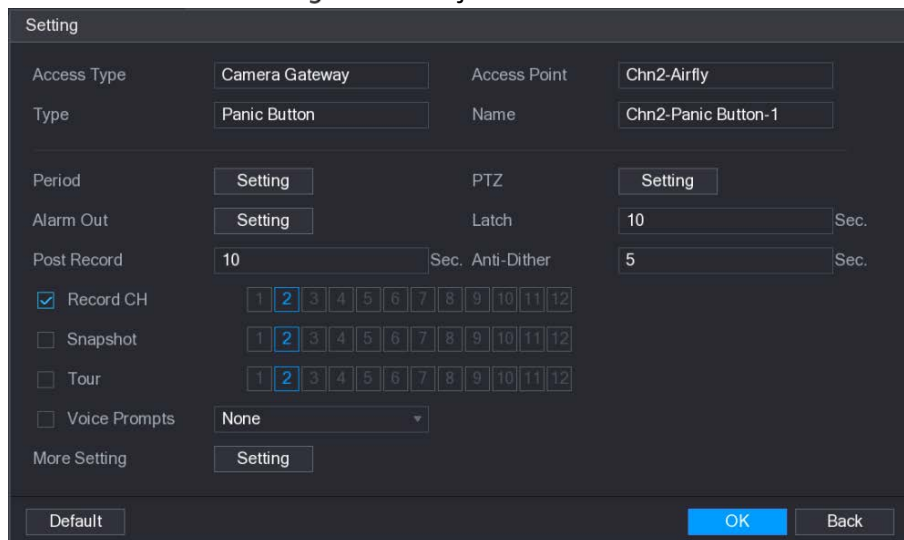 Setting
Access Type Camera Gateway Access Point Chn2-Airfly
Type Panic Button Name Chn2-Panic Button-1
Period Setting PTZ Setting
Alarm Out Setting Latch 10 Sec.
Post Record 10 Sec. Anti-Dither 5 Sec.
Record CH 1 2 3 4 5 6 7 8 9 10 11 12
Snapshot 1 2 3 4 5 6 7 8 9 10 11 12
Tour 1 2 3 4 5 6 7 8 9 10 11 12
Voice Prompts None
More Setting Setting
Default OK Back